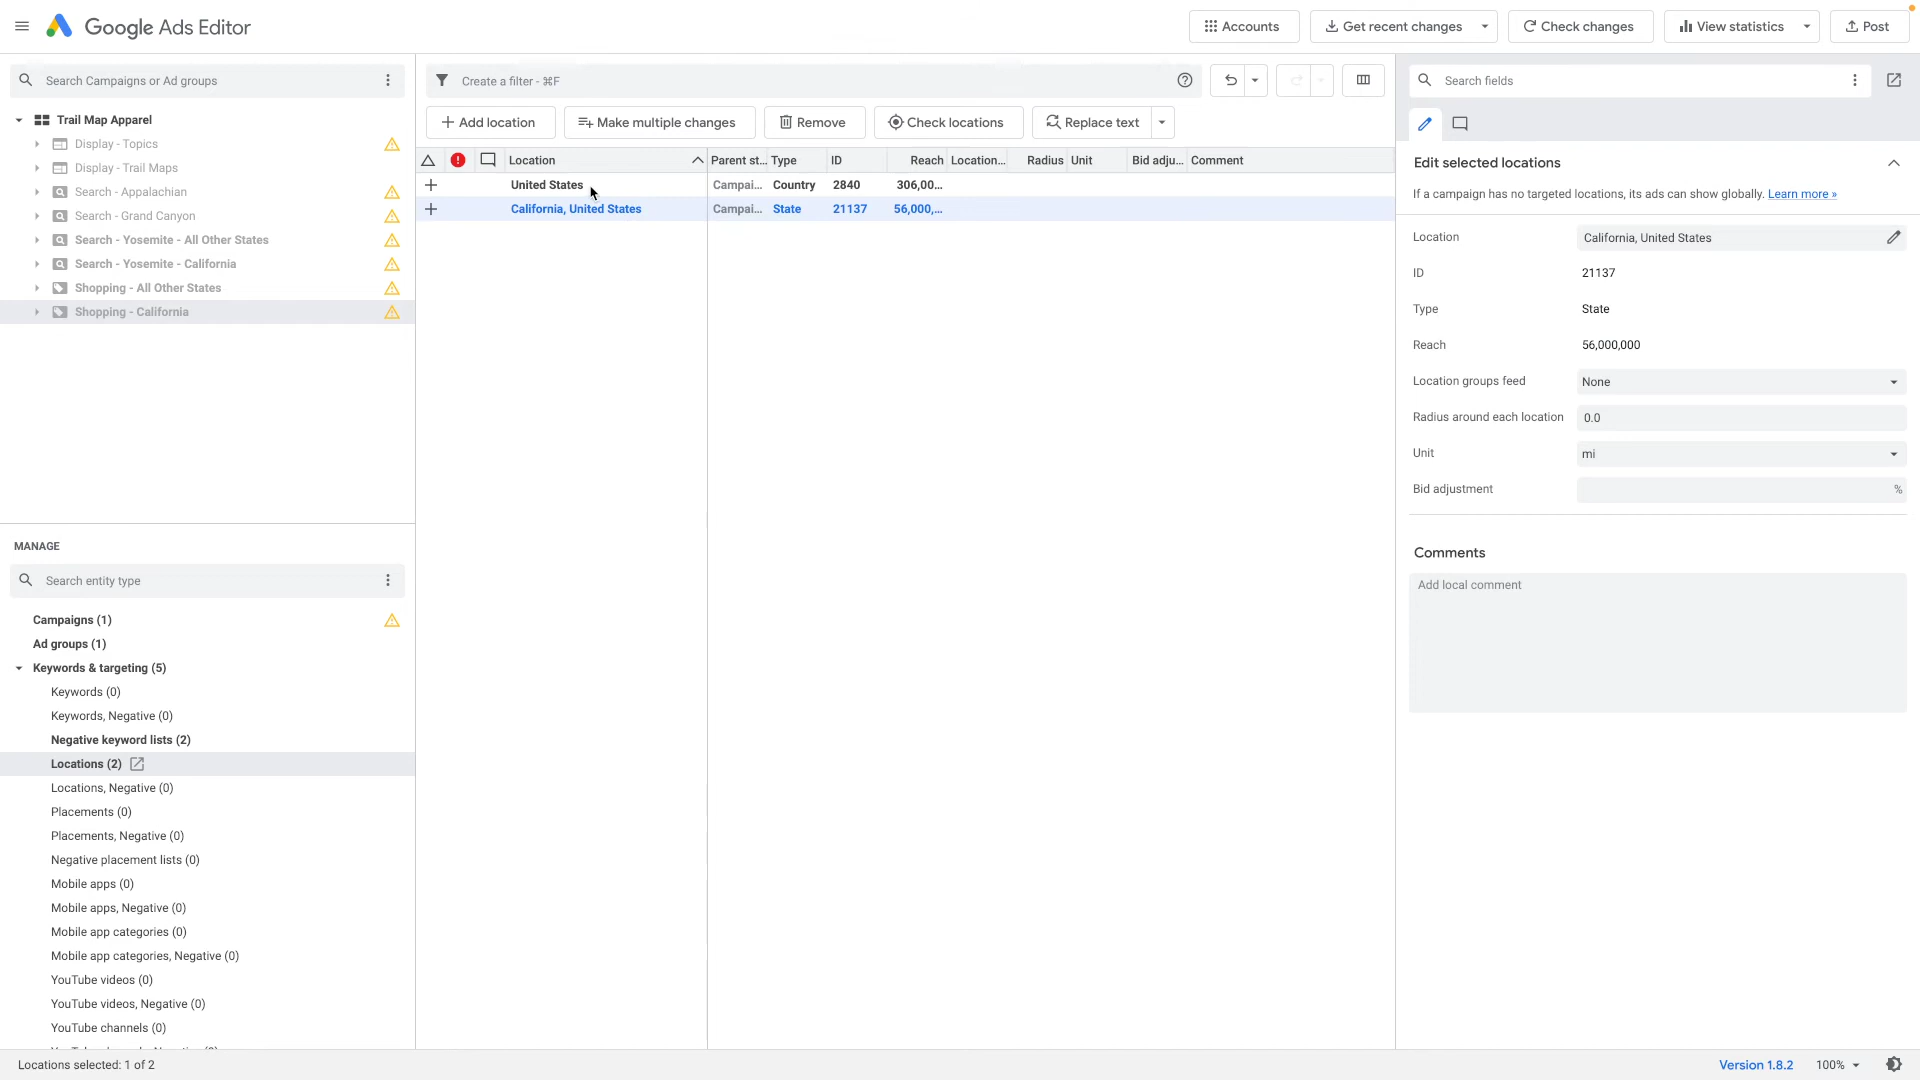 Google Ads Editor
Accounts
Get recent changes
Check changes
View statistics
Post
Search Campaigns or Ad groups
Trail Map Apparel
Display - Topics
Display - Trail Maps
Search - Appalachian
Search - Grand Canyon
Search - Yosemite - All Other States
Search - Yosemite - California
Shopping - All Other States
Shopping - California
MANAGE
Search entity type
Campaigns (1)
Ad groups (1)
Keywords & targeting (5)
Keywords (0)
Keywords, Negative (0)
Negative keyword lists (2)
Locations (2)
Locations, Negative (0)
Placements (0)
Placements, Negative (0)
Negative placement lists (0)
Mobile apps (0)
Mobile apps, Negative (0)
Mobile app categories (0)
Mobile app categories, Negative (0)
YouTube videos (0)
YouTube videos, Negative (0)
YouTube channels (0)
Create a filter - ⌘F
Add location
Make multiple changes
Remove
Check locations
Replace text
Location Parent st... Type ID Reach Location... Radius Unit Bid adju... Comment
United States Campai... Country 2840 306,00...
California, United States Campai... State 21137 56,000,...
Search fields
Edit selected locations
If a campaign has no targeted locations, its ads can show globally. Learn more »
Location California, United States
ID 21137
Type State
Reach 56,000,000
Location groups feed None
Radius around each location 0.0
Unit mi
Bid adjustment %
Comments
Add local comment
Locations selected: 1 of 2
Version 1.8.2
100%